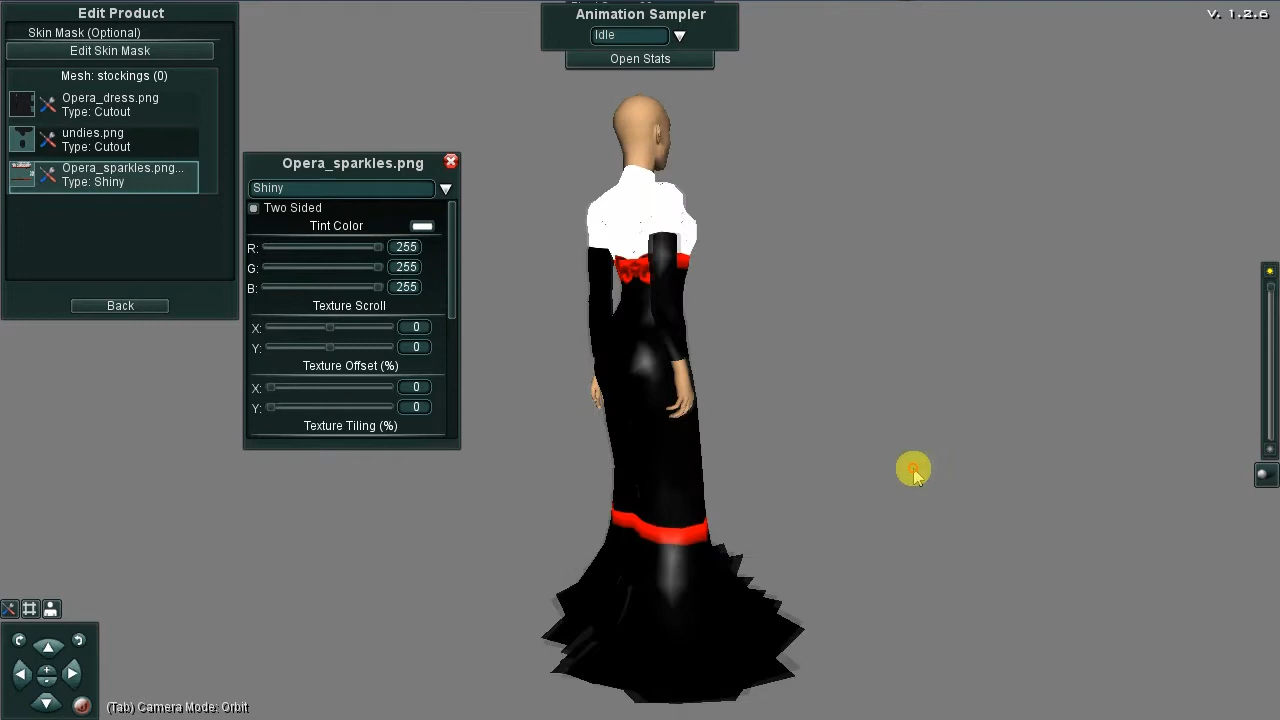 Edit Product
Skin Mask (Optional)
Edit Skin Mask
Mesh: stockings (0)
Opera_dress.png
Type: Cutout
undies.png
Type: Cutout
Opera_sparkles.png...
Type: Shiny
Back
Opera_sparkles.png
Shiny
Two Sided
Tint Color
R: 255
G: 255
B: 255
Texture Scroll
X: 0
Y: 0
Texture Offset (%)
X: 0
Y: 0
Texture Tiling (%)
Animation Sampler
Idle
Open Stats
V. 1.2.6
(Tab) Camera Mode: Orbit